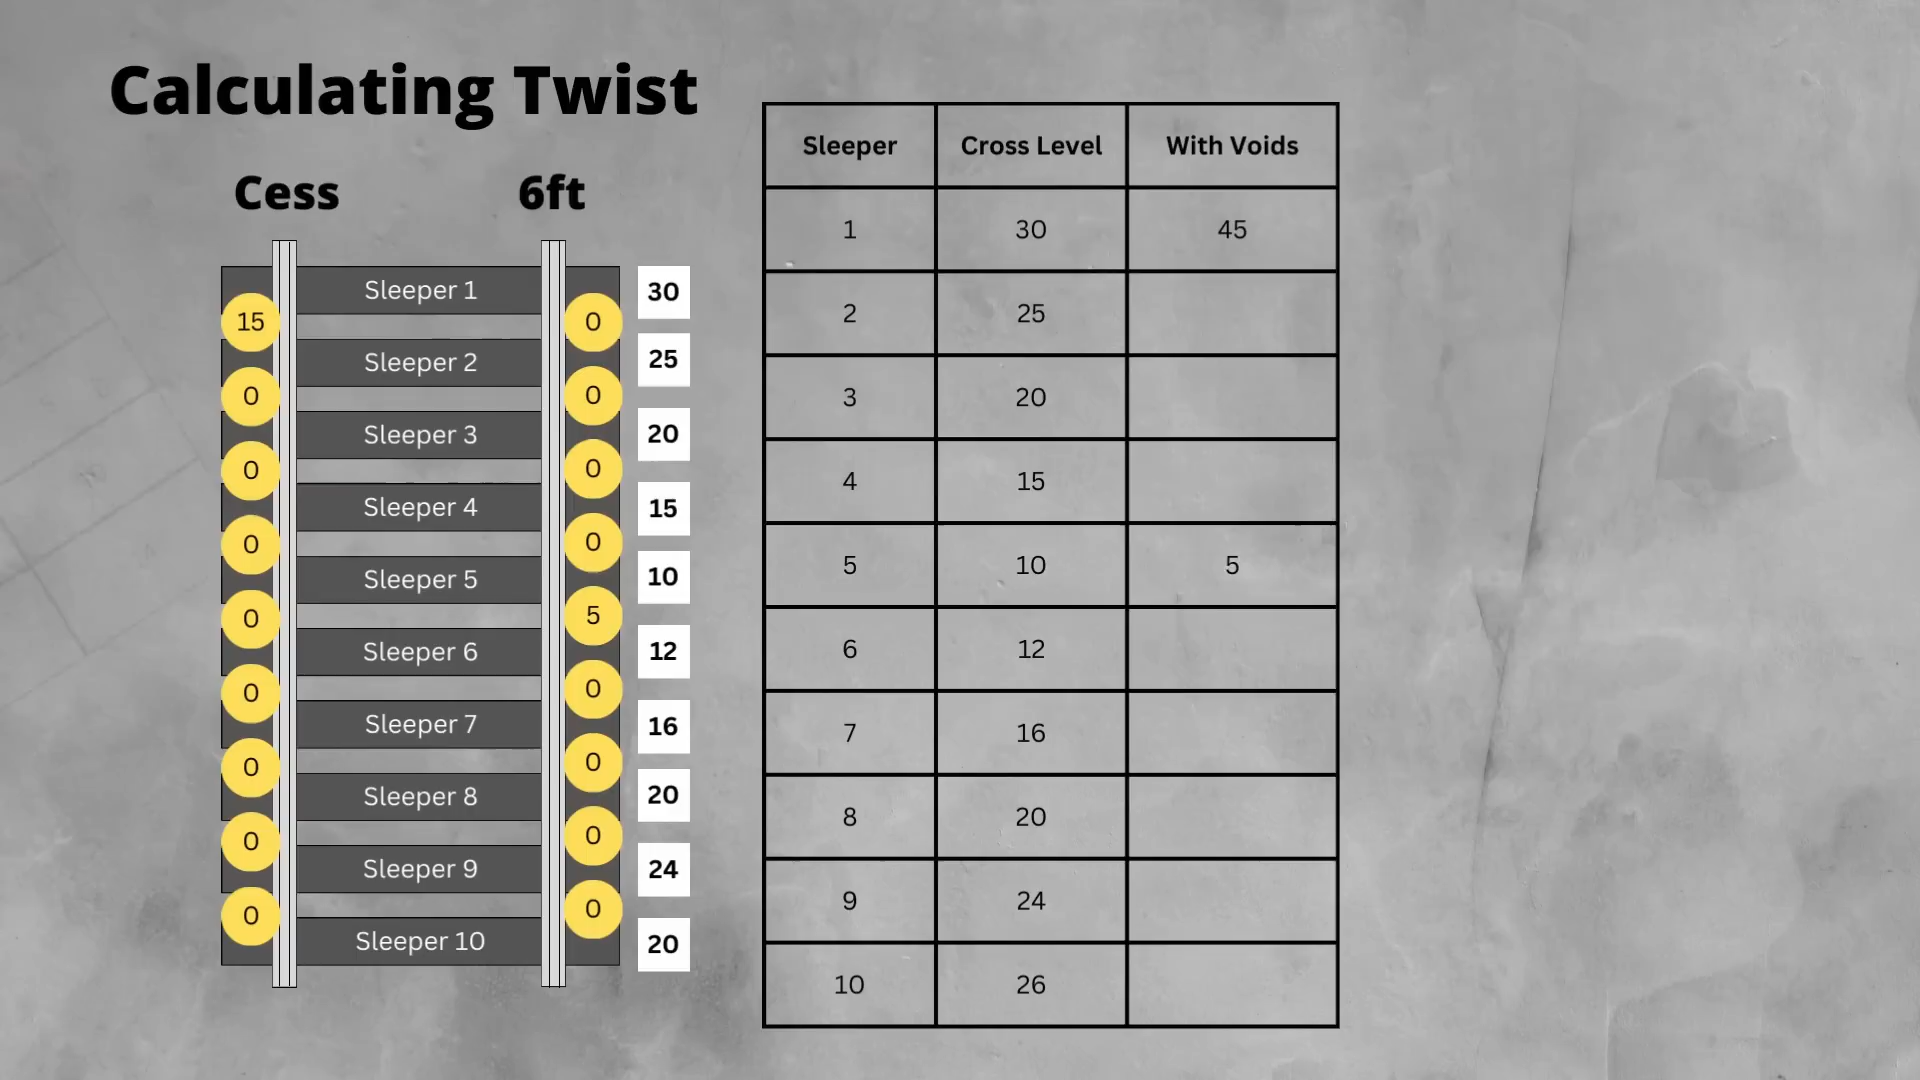 Calculating Twist
Cess 6ft
Sleeper 1 30
15 0
Sleeper 2 25
0 0
Sleeper 3 20
0 0
Sleeper 4 15
0 0
Sleeper 5 10
0 5
Sleeper 6 12
0 0
Sleeper 7 16
0 0
Sleeper 8 20
0 0
Sleeper 9 24
0 0
Sleeper 10 20
Sleeper Cross Level With Voids
1 30 45
2 25
3 20
4 15
5 10 5
6 12
7 16
8 20
9 24
10 26